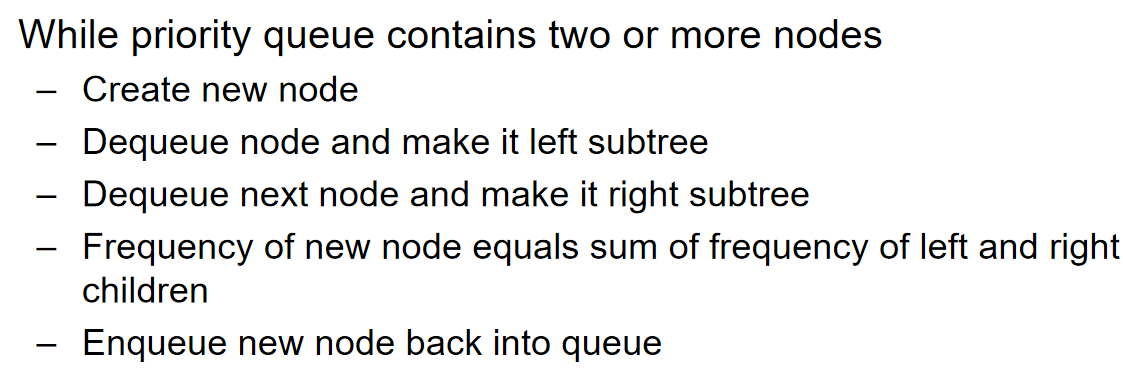 While priority queue contains two or more nodes
– Create new node
– Dequeue node and make it left subtree
– Dequeue next node and make it right subtree
– Frequency of new node equals sum of frequency of left and right
children
– Enqueue new node back into queue